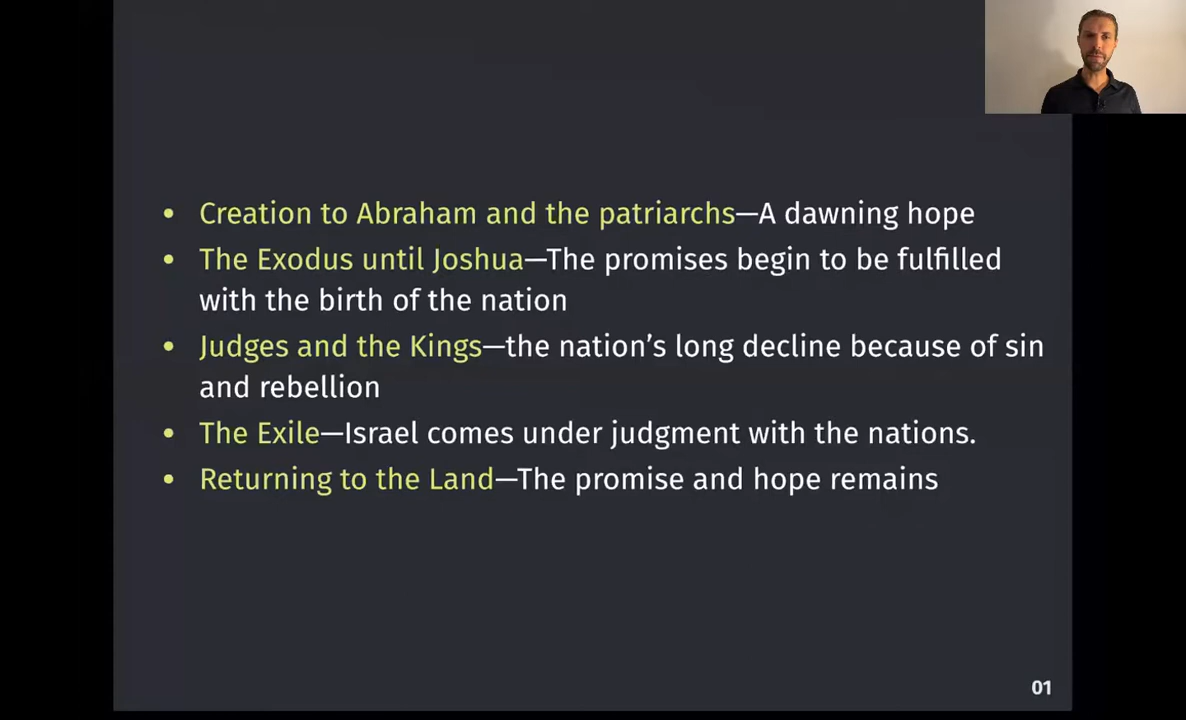 • Creation to Abraham and the patriarchs—A dawning hope
• The Exodus until Joshua—The promises begin to be fulfilled
with the birth of the nation
• Judges and the Kings—the nation’s long decline because of sin
and rebellion
• The Exile—Israel comes under judgment with the nations.
• Returning to the Land—The promise and hope remains
01